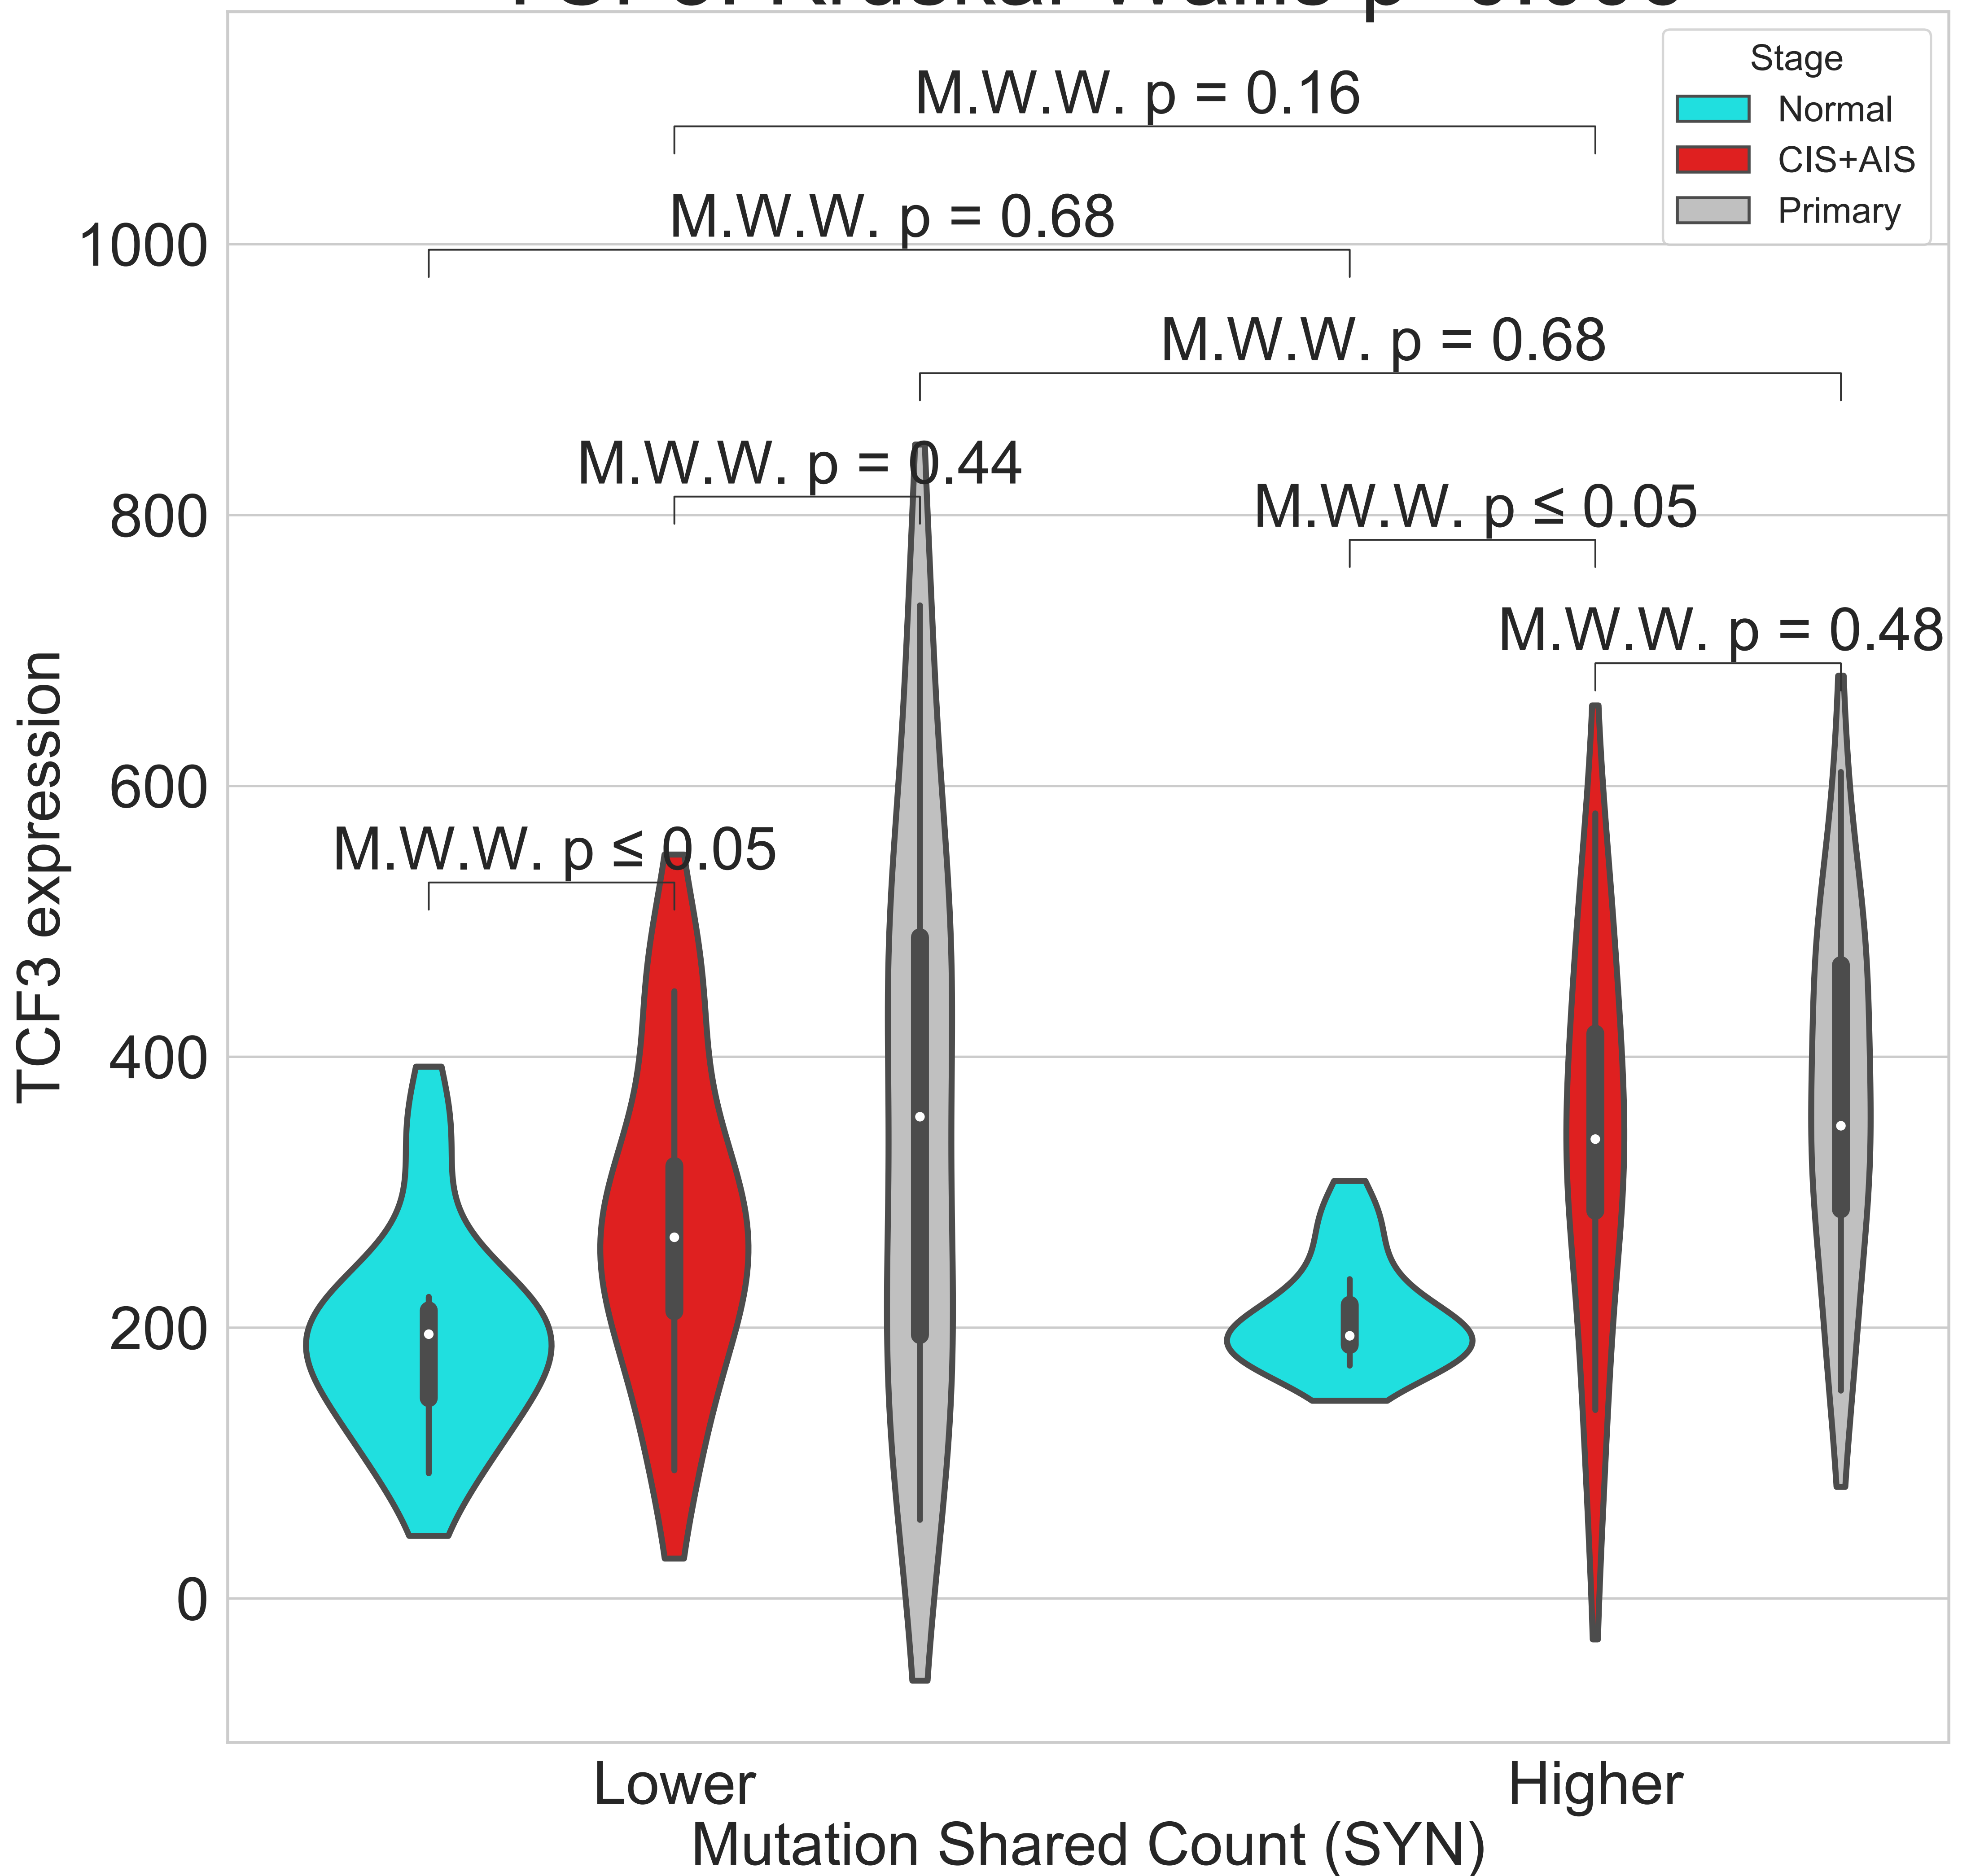 Stage
Normal
CIS+AIS
Primary
M.W.W. p = 0.16
M.W.W. p = 0.68
M.W.W. p = 0.68
M.W.W. p = 0.44
M.W.W. p ≤ 0.05
M.W.W. p = 0.48
M.W.W. p ≤ 0.05
1000
800
600
400
200
0
TCF3 expression
Lower
Higher
Mutation Shared Count (SYN)